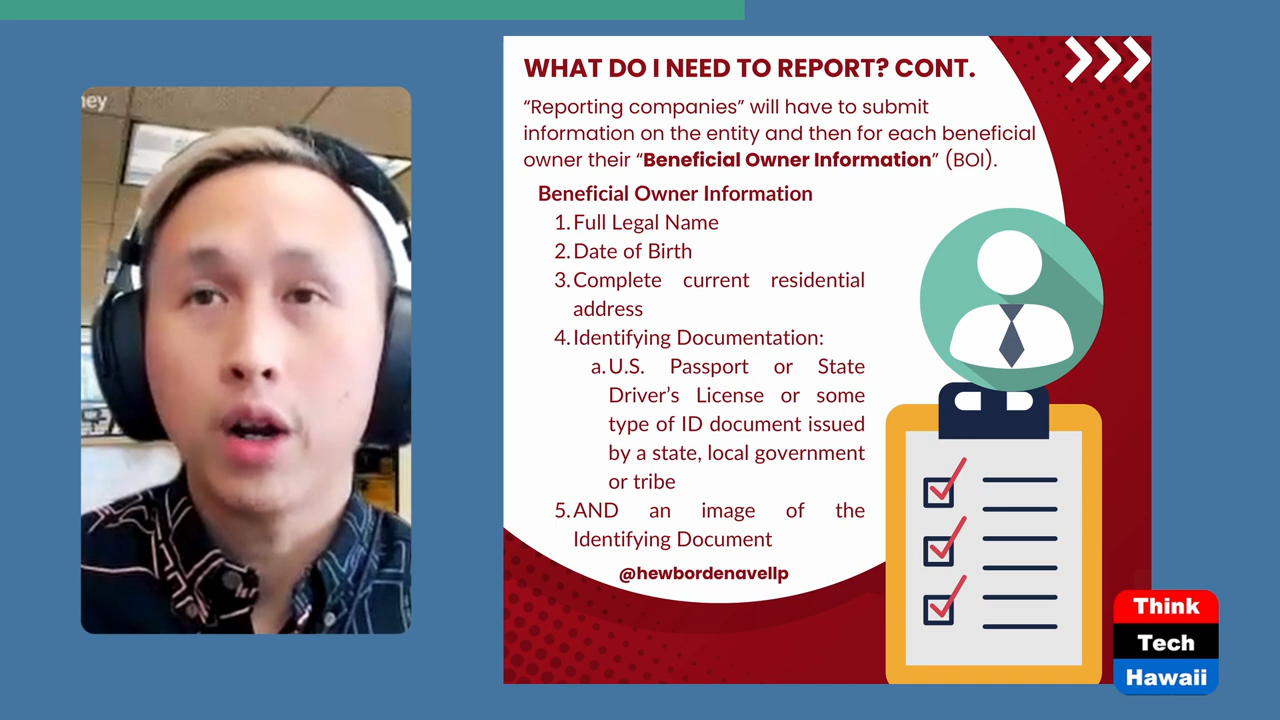 WHAT DO I NEED TO REPORT? CONT.
“Reporting companies” will have to submit
information on the entity and then for each beneficial
owner their “Beneficial Owner Information” (BOI).
Beneficial Owner Information
1. Full Legal Name
2. Date of Birth
3. Complete current residential
address
4. Identifying Documentation:
a. U.S. Passport or State
Driver’s License or some
type of ID document issued
by a state, local government
or tribe
5. AND an image of the
Identifying Document
@hewbordenavellp
Think
Tech
Hawaii